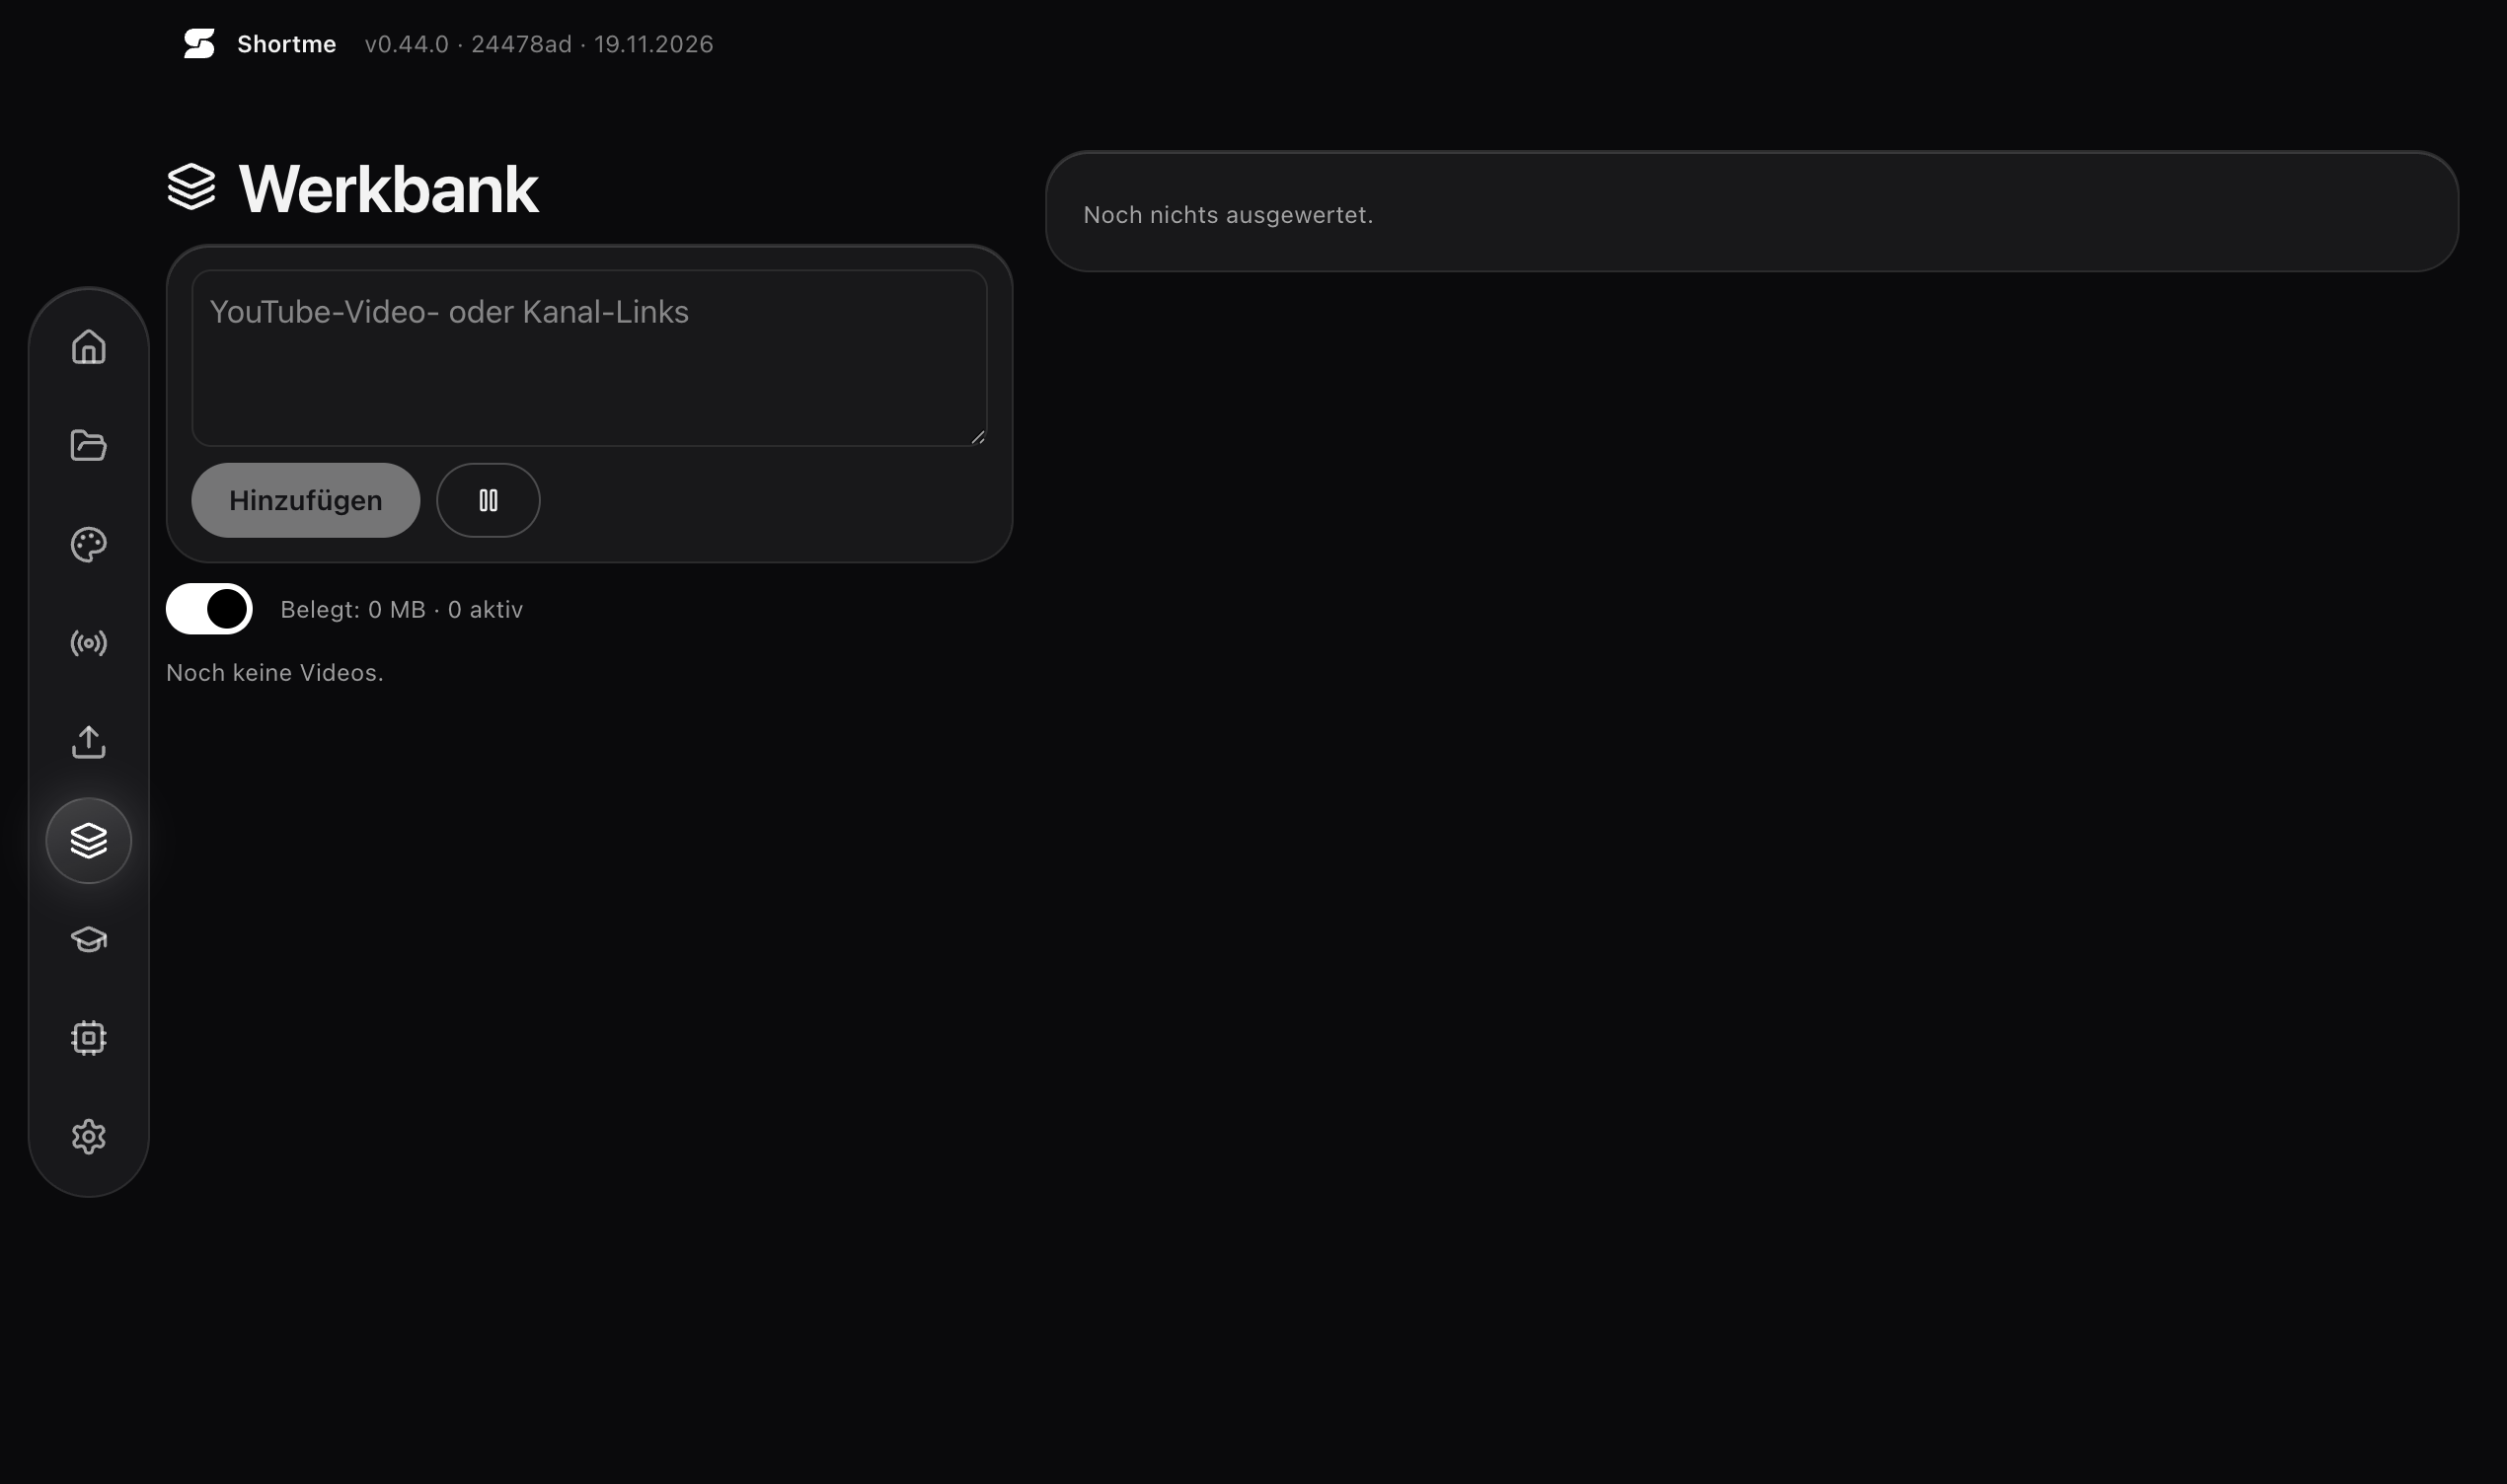 Shortme v0.44.0 · 24478ad · 19.11.2026
Werkbank
YouTube-Video- oder Kanal-Links
Hinzufügen
Belegt: 0 MB · 0 aktiv
Noch keine Videos.
Noch nichts ausgewertet.